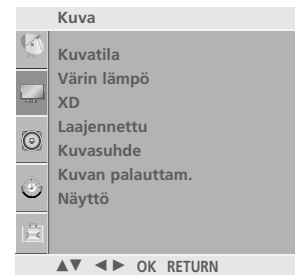 Kuva
Kuvatila
Värin lämpö
XD
Laajennettu
Kuvasuhde
Kuvan palauttam.
Näyttö
▲▼ ◄► OK RETURN